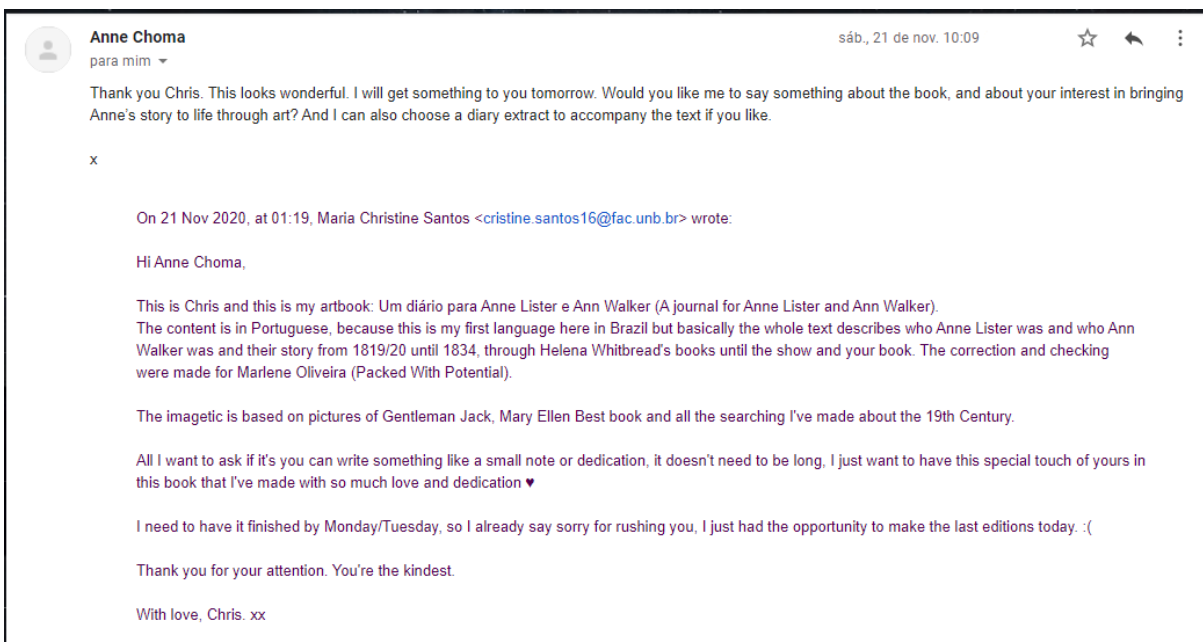 Anne Choma
sáb., 21 de nov. 10:09
para mim
Thank you Chris. This looks wonderful. I will get something to you tomorrow. Would you like me to say something about the book, and about your interest in bringing
Anne's story to life through art? And I can also choose a diary extract to accompany the text if you like.
x
On 21 Nov 2020, at 01:19, Maria Christine Santos <cristine.santos16@fac.unb.br> wrote:
Hi Anne Choma,
This is Chris and this is my artbook: Um diário para Anne Lister e Ann Walker (A journal for Anne Lister and Ann Walker).
The content is in Portuguese, because this is my first language here in Brazil but basically the whole text describes who Anne Lister was and who Ann
Walker was and their story from 1819/20 until 1834, through Helena Whitbread's books until the show and your book. The correction and checking
were made for Marlene Oliveira (Packed With Potential).
The imagetic is based on pictures of Gentleman Jack, Mary Ellen Best book and all the searching I've made about the 19th Century.
All I want to ask if it's you can write something like a small note or dedication, it doesn't need to be long, I just want to have this special touch of yours in
this book that I've made with so much love and dedication ♥
I need to have it finished by Monday/Tuesday, so I already say sorry for rushing you, I just had the opportunity to make the last editions today. :(
Thank you for your attention. You're the kindest.
With love, Chris. xx